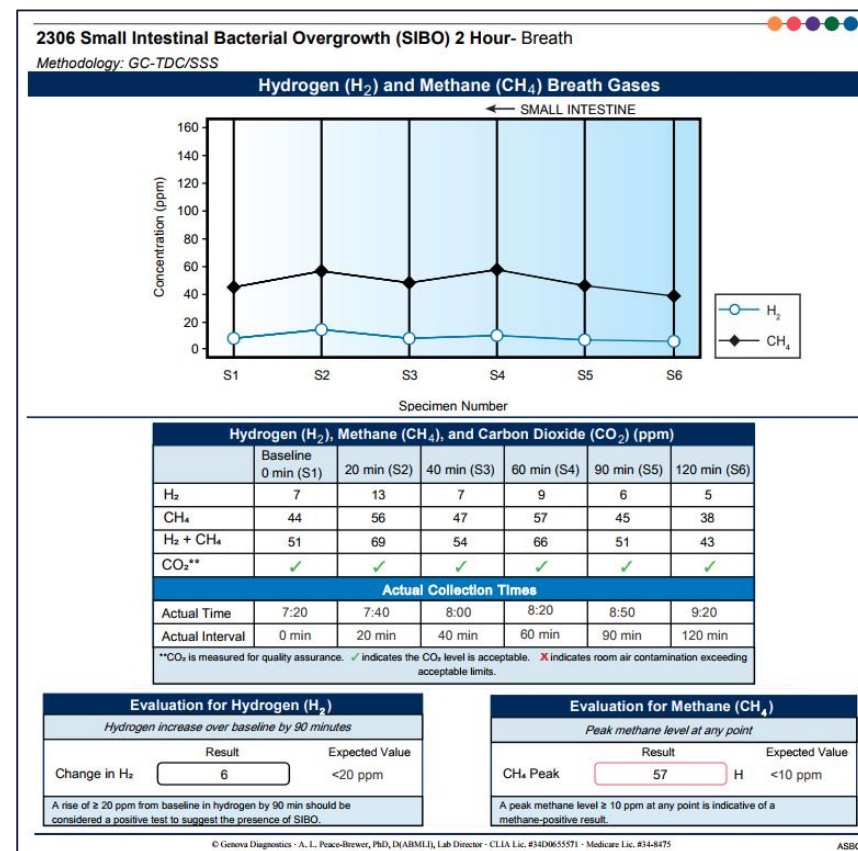 2306 Small Intestinal Bacterial Overgrowth (SIBO) 2 Hour- Breath
Methodology: GC-TDC/SSS
Hydrogen (H₂) and Methane (CH₄) Breath Gases
← SMALL INTESTINE
Concentration (ppm)
160
140
120
100
80
60
40
20
0
S1 S2 S3 S4 S5 S6
Specimen Number
H₂
CH₄
Hydrogen (H₂), Methane (CH₄), and Carbon Dioxide (CO₂) (ppm)
Baseline
0 min (S1) 20 min (S2) 40 min (S3) 60 min (S4) 90 min (S5) 120 min (S6)
H₂ 7 13 7 9 6 5
CH₄ 44 56 47 57 45 38
H₂ + CH₄ 51 69 54 66 51 43
CO₂** ✓ ✓ ✓ ✓ ✓ ✓
Actual Collection Times
Actual Time 7:20 7:40 8:00 8:20 8:50 9:20
Actual Interval 0 min 20 min 40 min 60 min 90 min 120 min
**CO₂ is measured for quality assurance. ✓ indicates the CO₂ level is acceptable. X indicates room air contamination exceeding
acceptable limits.
Evaluation for Hydrogen (H₂)
Hydrogen increase over baseline by 90 minutes
Result Expected Value
Change in H₂ 6 <20 ppm
A rise of ≥ 20 ppm from baseline in hydrogen by 90 min should be
considered a positive test to suggest the presence of SIBO.
Evaluation for Methane (CH₄)
Peak methane level at any point
Result Expected Value
CH₄ Peak 57 H <10 ppm
A peak methane level ≥ 10 ppm at any point is indicative of a
methane-positive result.
© Genova Diagnostics · A. L. Peace-Brewer, PhD, D(ABMLI), Lab Director · CLIA Lic. #34D0655571 · Medicare Lic. #34-8475
ASBO